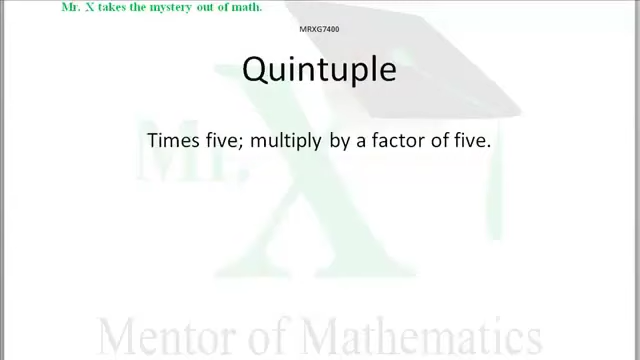 Mr. X takes the mystery out of math.
MRXG7400
Quintuple
Times five; multiply by a factor of five.
Mr. X
Mentor of Mathematics